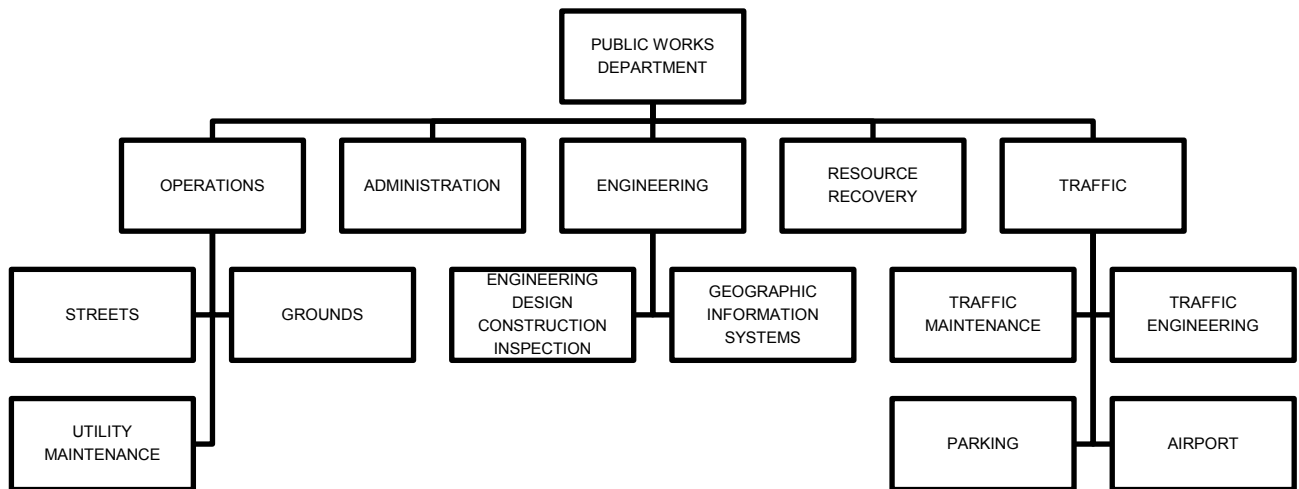 PUBLIC WORKS
DEPARTMENT
OPERATIONS
ADMINISTRATION
ENGINEERING
RESOURCE
RECOVERY
TRAFFIC
STREETS
GROUNDS
ENGINEERING
DESIGN
CONSTRUCTION
INSPECTION
GEOGRAPHIC
INFORMATION
SYSTEMS
TRAFFIC
MAINTENANCE
TRAFFIC
ENGINEERING
UTILITY
MAINTENANCE
PARKING
AIRPORT